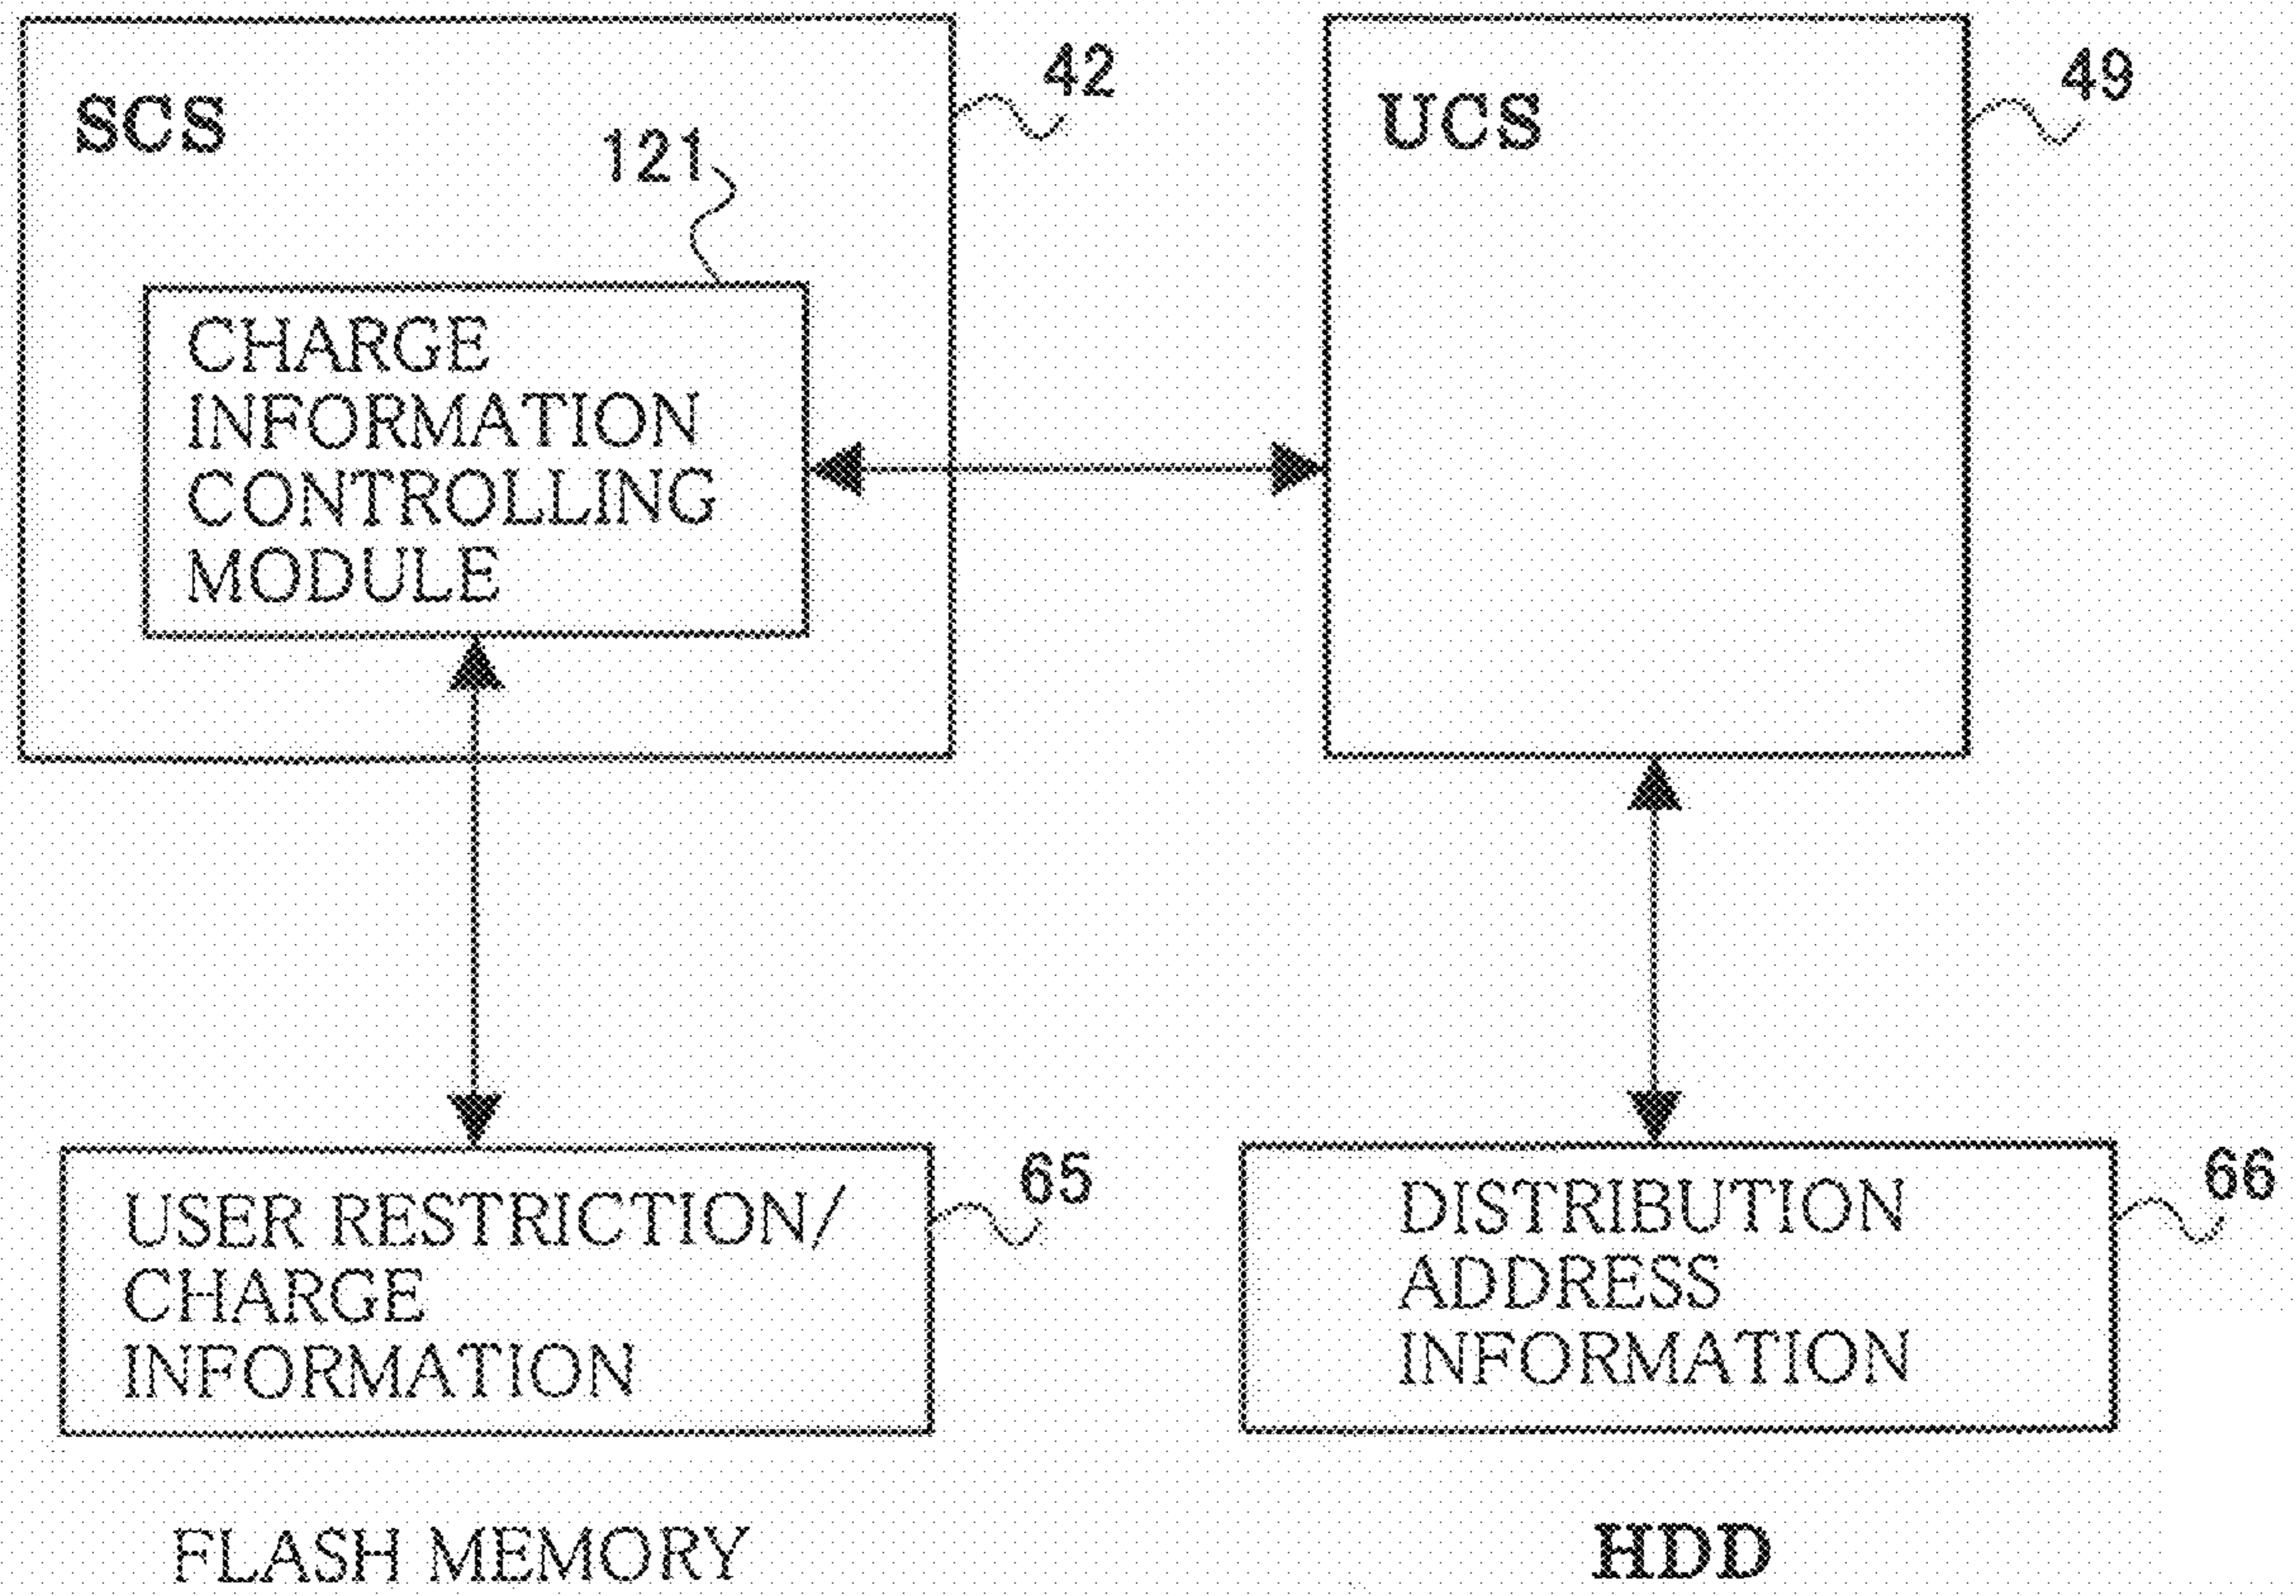 SCS
42
121
CHARGE
INFORMATION
CONTROLLING
MODULE
UCS
49
USER RESTRICTION/
CHARGE
INFORMATION
65
DISTRIBUTION
ADDRESS
INFORMATION
66
FLASH MEMORY
HDD